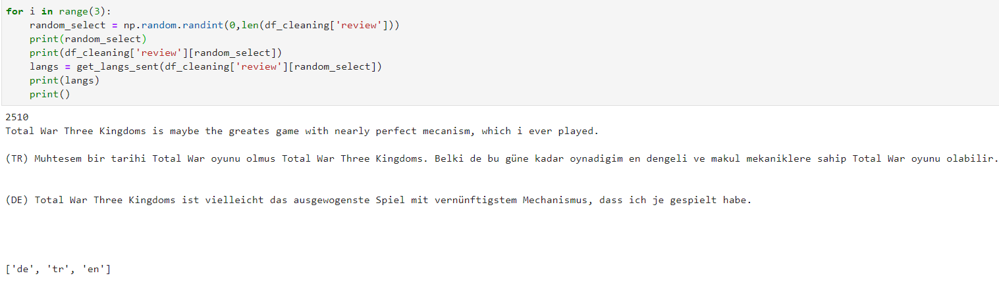 for i in range(3):
    random_select = np.random.randint(0,len(df_cleaning['review']))
    print(random_select)
    print(df_cleaning['review'][random_select])
    langs = get_langs_sent(df_cleaning['review'][random_select])
    print(langs)
    print()
2510
Total War Three Kingdoms is maybe the greates game with nearly perfect mecanism, which i ever played.
(TR) Muhtesem bir tarihi Total War oyunu olmus Total War Three Kingdoms. Belki de bu güne kadar oynadigim en dengeli ve makul mekaniklere sahip Total War oyunu olabilir.
(DE) Total War Three Kingdoms ist vielleicht das ausgewogenste Spiel mit vernünftigstem Mechanismus, dass ich je gespielt habe.
['de', 'tr', 'en']